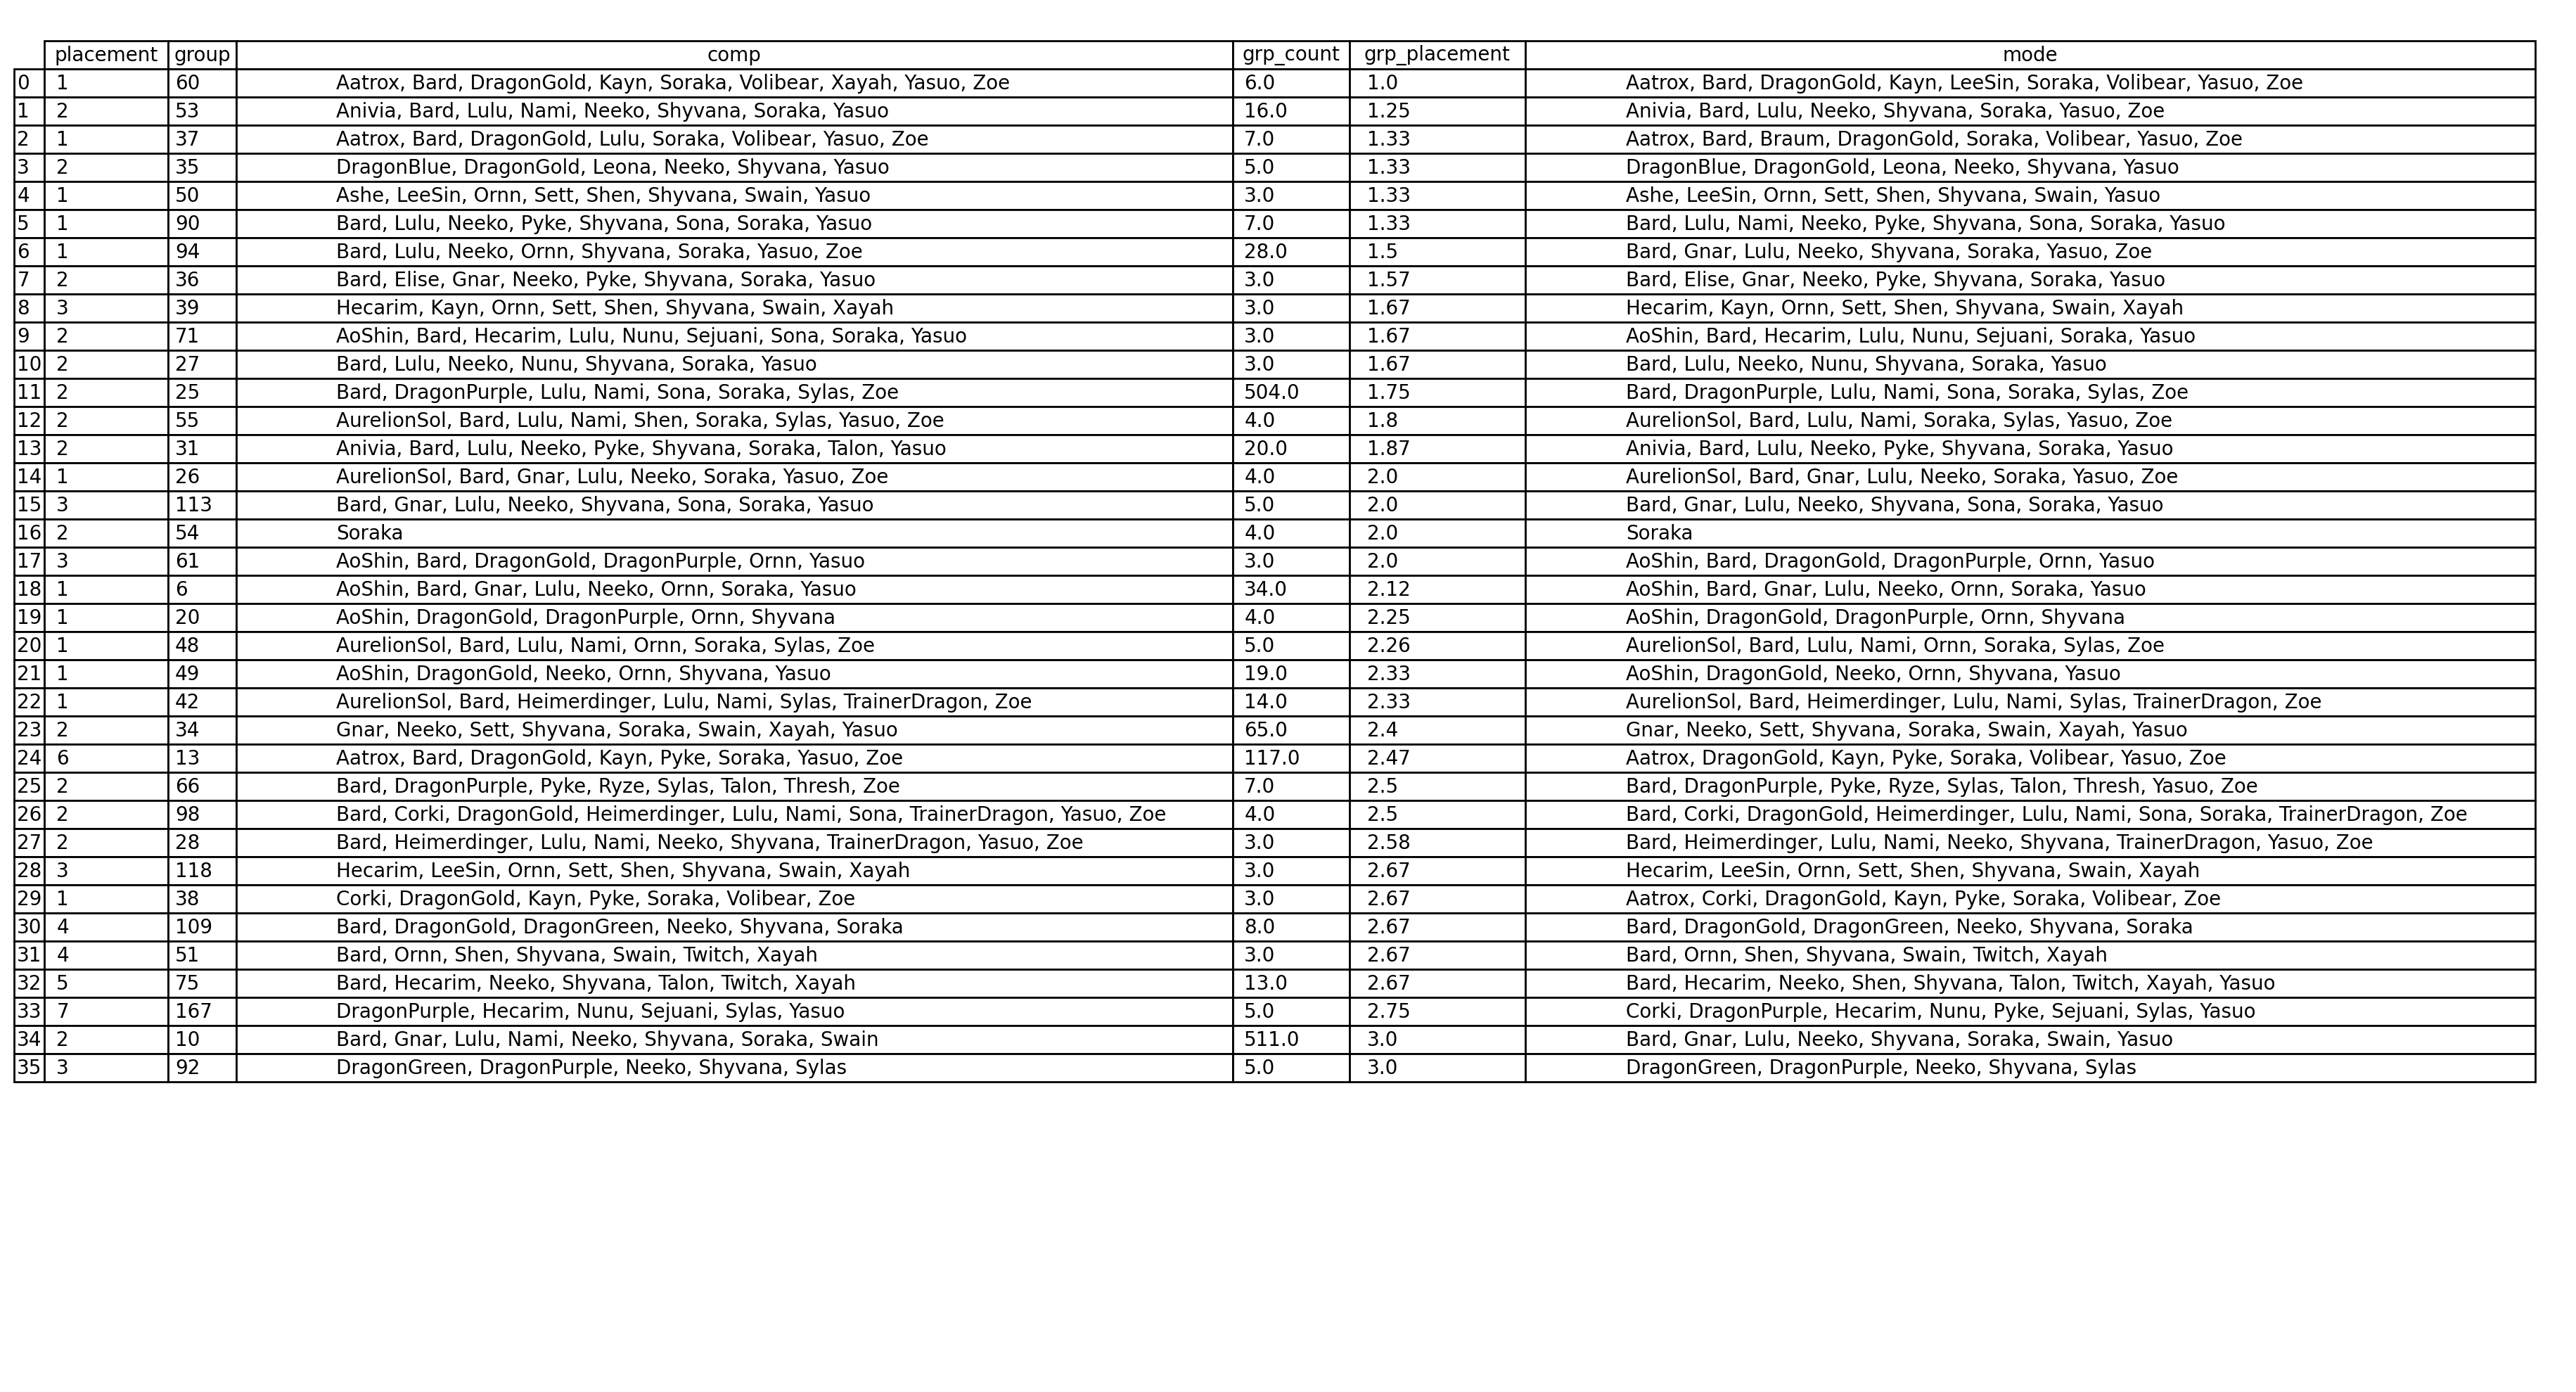 placement group comp grp_count grp_placement mode
0 1 60 Aatrox, Bard, DragonGold, Kayn, Soraka, Volibear, Xayah, Yasuo, Zoe 6.0 1.0 Aatrox, Bard, DragonGold, Kayn, LeeSin, Soraka, Volibear, Yasuo, Zoe
1 2 53 Anivia, Bard, Lulu, Nami, Neeko, Shyvana, Soraka, Yasuo 16.0 1.25 Anivia, Bard, Lulu, Neeko, Shyvana, Soraka, Yasuo, Zoe
2 1 37 Aatrox, Bard, DragonGold, Lulu, Soraka, Volibear, Yasuo, Zoe 7.0 1.33 Aatrox, Bard, Braum, DragonGold, Soraka, Volibear, Yasuo, Zoe
3 2 35 DragonBlue, DragonGold, Leona, Neeko, Shyvana, Yasuo 5.0 1.33 DragonBlue, DragonGold, Leona, Neeko, Shyvana, Yasuo
4 1 50 Ashe, LeeSin, Ornn, Sett, Shen, Shyvana, Swain, Yasuo 3.0 1.33 Ashe, LeeSin, Ornn, Sett, Shen, Shyvana, Swain, Yasuo
5 1 90 Bard, Lulu, Neeko, Pyke, Shyvana, Sona, Soraka, Yasuo 7.0 1.33 Bard, Lulu, Nami, Neeko, Pyke, Shyvana, Sona, Soraka, Yasuo
6 1 94 Bard, Lulu, Neeko, Ornn, Shyvana, Soraka, Yasuo, Zoe 28.0 1.5 Bard, Gnar, Lulu, Neeko, Shyvana, Soraka, Yasuo, Zoe
7 2 36 Bard, Elise, Gnar, Neeko, Pyke, Shyvana, Soraka, Yasuo 3.0 1.57 Bard, Elise, Gnar, Neeko, Pyke, Shyvana, Soraka, Yasuo
8 3 39 Hecarim, Kayn, Ornn, Sett, Shen, Shyvana, Swain, Xayah 3.0 1.67 Hecarim, Kayn, Ornn, Sett, Shen, Shyvana, Swain, Xayah
9 2 71 AoShin, Bard, Hecarim, Lulu, Nunu, Sejuani, Sona, Soraka, Yasuo 3.0 1.67 AoShin, Bard, Hecarim, Lulu, Nunu, Sejuani, Soraka, Yasuo
10 2 27 Bard, Lulu, Neeko, Nunu, Shyvana, Soraka, Yasuo 3.0 1.67 Bard, Lulu, Neeko, Nunu, Shyvana, Soraka, Yasuo
11 2 25 Bard, DragonPurple, Lulu, Nami, Sona, Soraka, Sylas, Zoe 504.0 1.75 Bard, DragonPurple, Lulu, Nami, Sona, Soraka, Sylas, Zoe
12 2 55 AurelionSol, Bard, Lulu, Nami, Shen, Soraka, Sylas, Yasuo, Zoe 4.0 1.8 AurelionSol, Bard, Lulu, Nami, Soraka, Sylas, Yasuo, Zoe
13 2 31 Anivia, Bard, Lulu, Neeko, Pyke, Shyvana, Soraka, Talon, Yasuo 20.0 1.87 Anivia, Bard, Lulu, Neeko, Pyke, Shyvana, Soraka, Yasuo
14 1 26 AurelionSol, Bard, Gnar, Lulu, Neeko, Soraka, Yasuo, Zoe 4.0 2.0 AurelionSol, Bard, Gnar, Lulu, Neeko, Soraka, Yasuo, Zoe
15 3 113 Bard, Gnar, Lulu, Neeko, Shyvana, Sona, Soraka, Yasuo 5.0 2.0 Bard, Gnar, Lulu, Neeko, Shyvana, Sona, Soraka, Yasuo
16 2 54 Soraka 4.0 2.0 Soraka
17 3 61 AoShin, Bard, DragonGold, DragonPurple, Ornn, Yasuo 3.0 2.0 AoShin, Bard, DragonGold, DragonPurple, Ornn, Yasuo
18 1 6 AoShin, Bard, Gnar, Lulu, Neeko, Ornn, Soraka, Yasuo 34.0 2.12 AoShin, Bard, Gnar, Lulu, Neeko, Ornn, Soraka, Yasuo
19 1 20 AoShin, DragonGold, DragonPurple, Ornn, Shyvana 4.0 2.25 AoShin, DragonGold, DragonPurple, Ornn, Shyvana
20 1 48 AurelionSol, Bard, Lulu, Nami, Ornn, Soraka, Sylas, Zoe 5.0 2.26 AurelionSol, Bard, Lulu, Nami, Ornn, Soraka, Sylas, Zoe
21 1 49 AoShin, DragonGold, Neeko, Ornn, Shyvana, Yasuo 19.0 2.33 AoShin, DragonGold, Neeko, Ornn, Shyvana, Yasuo
22 1 42 AurelionSol, Bard, Heimerdinger, Lulu, Nami, Sylas, TrainerDragon, Zoe 14.0 2.33 AurelionSol, Bard, Heimerdinger, Lulu, Nami, Sylas, TrainerDragon, Zoe
23 2 34 Gnar, Neeko, Sett, Shyvana, Soraka, Swain, Xayah, Yasuo 65.0 2.4 Gnar, Neeko, Sett, Shyvana, Soraka, Swain, Xayah, Yasuo
24 6 13 Aatrox, Bard, DragonGold, Kayn, Pyke, Soraka, Yasuo, Zoe 117.0 2.47 Aatrox, DragonGold, Kayn, Pyke, Soraka, Volibear, Yasuo, Zoe
25 2 66 Bard, DragonPurple, Pyke, Ryze, Sylas, Talon, Thresh, Zoe 7.0 2.5 Bard, DragonPurple, Pyke, Ryze, Sylas, Talon, Thresh, Yasuo, Zoe
26 2 98 Bard, Corki, DragonGold, Heimerdinger, Lulu, Nami, Sona, TrainerDragon, Yasuo, Zoe 4.0 2.5 Bard, Corki, DragonGold, Heimerdinger, Lulu, Nami, Sona, Soraka, TrainerDragon, Zoe
27 2 28 Bard, Heimerdinger, Lulu, Nami, Neeko, Shyvana, TrainerDragon, Yasuo, Zoe 3.0 2.58 Bard, Heimerdinger, Lulu, Nami, Neeko, Shyvana, TrainerDragon, Yasuo, Zoe
28 3 118 Hecarim, LeeSin, Ornn, Sett, Shen, Shyvana, Swain, Xayah 3.0 2.67 Hecarim, LeeSin, Ornn, Sett, Shen, Shyvana, Swain, Xayah
29 1 38 Corki, DragonGold, Kayn, Pyke, Soraka, Volibear, Zoe 3.0 2.67 Aatrox, Corki, DragonGold, Kayn, Pyke, Soraka, Volibear, Zoe
30 4 109 Bard, DragonGold, DragonGreen, Neeko, Shyvana, Soraka 8.0 2.67 Bard, DragonGold, DragonGreen, Neeko, Shyvana, Soraka
31 4 51 Bard, Ornn, Shen, Shyvana, Swain, Twitch, Xayah 3.0 2.67 Bard, Ornn, Shen, Shyvana, Swain, Twitch, Xayah
32 5 75 Bard, Hecarim, Neeko, Shyvana, Talon, Twitch, Xayah 13.0 2.67 Bard, Hecarim, Neeko, Shen, Shyvana, Talon, Twitch, Xayah, Yasuo
33 7 167 DragonPurple, Hecarim, Nunu, Sejuani, Sylas, Yasuo 5.0 2.75 Corki, DragonPurple, Hecarim, Nunu, Pyke, Sejuani, Sylas, Yasuo
34 2 10 Bard, Gnar, Lulu, Nami, Neeko, Shyvana, Soraka, Swain 511.0 3.0 Bard, Gnar, Lulu, Neeko, Shyvana, Soraka, Swain, Yasuo
35 3 92 DragonGreen, DragonPurple, Neeko, Shyvana, Sylas 5.0 3.0 DragonGreen, DragonPurple, Neeko, Shyvana, Sylas